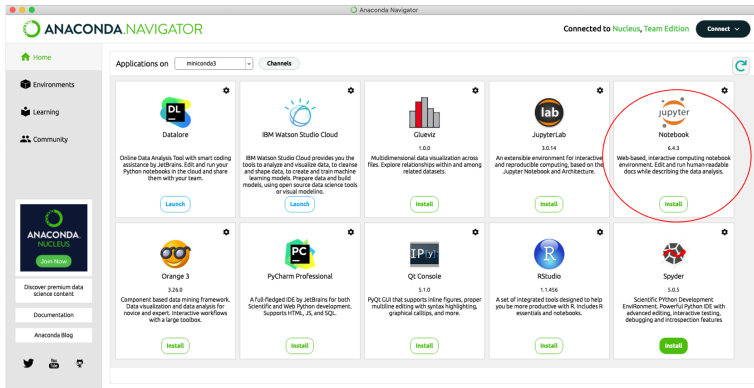 Anaconda Navigator
ANACONDA.NAVIGATOR
Connected to Nucleus, Team Edition
Connect
Home
Environments
Learning
Community
ANACONDA.
NUCLEUS
Join Now
Discover premium data
science content
Documentation
Anaconda Blog
You
Tube
Applications on
miniconda3
Channels
DL
Datalore
Online Data Analysis Tool with smart coding
assistance by JetBrains. Edit and run your
Python notebooks in the cloud and share
them with your team.
Launch
IBM Watson Studio Cloud
IBM Watson Studio Cloud provides you the
tools to analyze and visualize data, to cleanse
and shape data, to create and train machine
learning models. Prepare data and build
models, using open source data science tools
or visual modeling.
Launch
Glueviz
1.0.0
Multidimensional data visualization across
files. Explore relationships within and among
related datasets.
Install
lab
JupyterLab
3.0.14
An extensible environment for interactive
and reproducible computing, based on the
Jupyter Notebook and Architecture.
Install
jupyter
Notebook
6.4.3
Web-based, interactive computing notebook
environment. Edit and run human-readable
docs while describing the data analysis.
Install
Orange 3
3.26.0
Component based data mining framework.
Data visualization and data analysis for
novice and expert. Interactive workflows
with a large toolbox.
Install
PC
PyCharm Professional
A full-fledged IDE by JetBrains for both
Scientific and Web Python development.
Supports HTML, JS, and SQL.
Install
IP[y]:
Qt Console
5.1.0
PyQt GUI that supports inline figures, proper
multiline editing with syntax highlighting,
graphical calltips, and more.
Install
R
RStudio
1.1.456
A set of integrated tools designed to help
you be more productive with R. Includes R
essentials and notebooks.
Install
Spyder
5.0.5
Scientific PYthon Development
EnviRonment. Powerful Python IDE with
advanced editing, interactive testing,
debugging and introspection features
Install